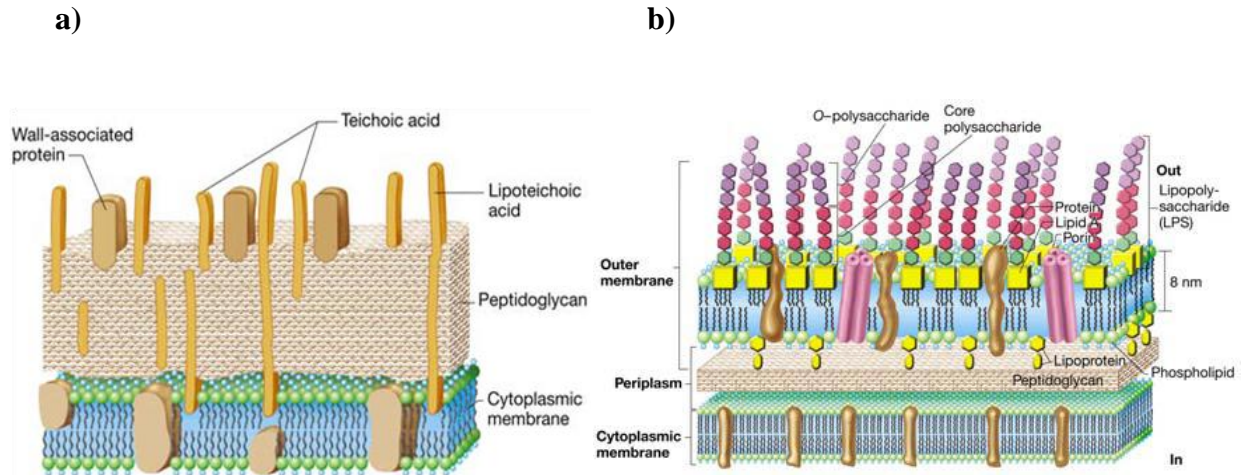 a)
Wall-associated
protein
Teichoic acid
Lipoteichoic
acid
Peptidoglycan
Cytoplasmic
membrane
b)
O-polysaccharide
Core
polysaccharide
Out
Lipopoly-
saccharide
(LPS)
Protein
Lipid A
Porin
Outer
membrane
8 nm
Lipoprotein
Phospholipid
Periplasm
Peptidoglycan
Cytoplasmic
membrane
In